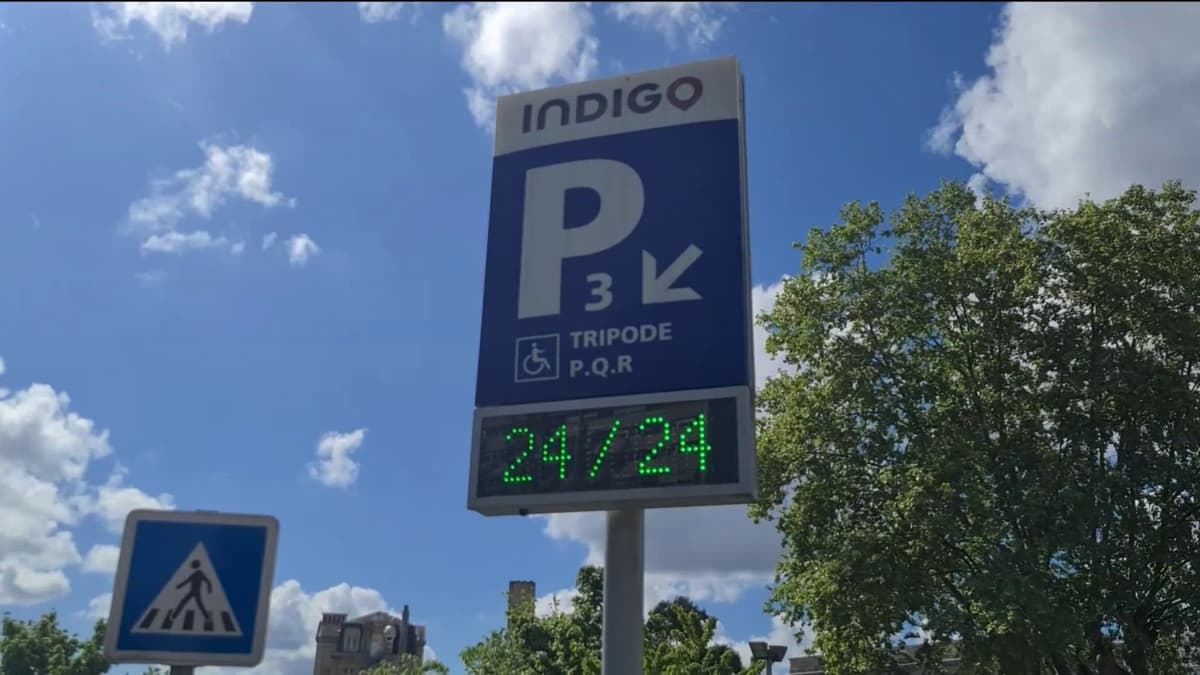 INDIGO
P
3
TRIPODE
P.Q.R
24/24